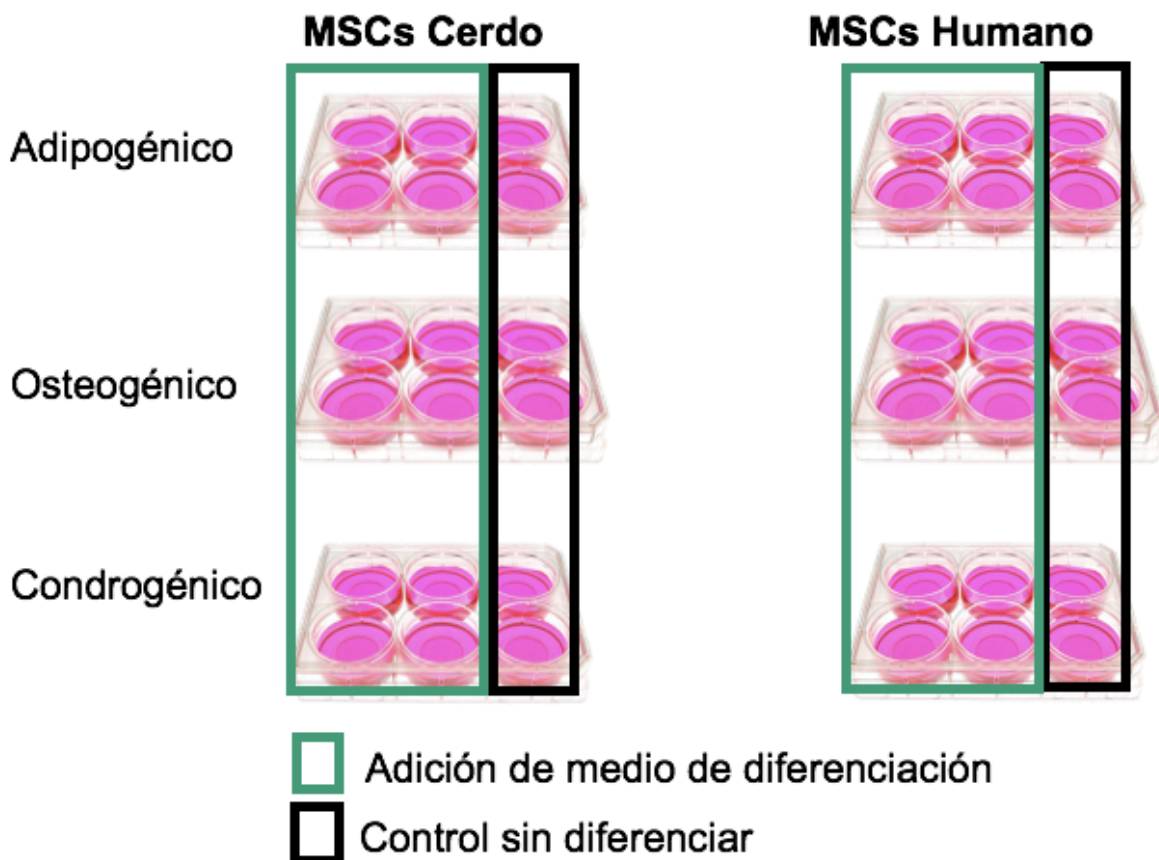 MSCs Cerdo
MSCs Humano
Adipogénico
Osteogénico
Condrogénico
Adición de medio de diferenciación
Control sin diferenciar